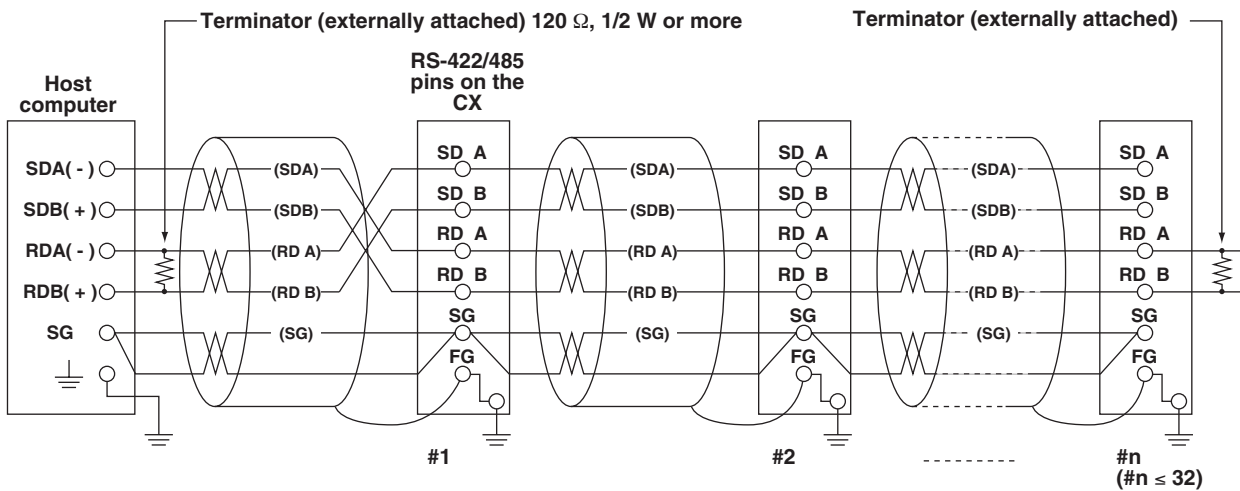 Terminator (externally attached) 120 Ω, 1/2 W or more
Terminator (externally attached)
RS-422/485
pins on the
CX
Host
computer
SDA( - )
(SDA)
SD A
(SDA)
SD A
(SDA)
SD A
SDB( + )
(SDB)
SD B
(SDB)
SD B
(SDB)
SD B
RDA( - )
(RD A)
RD A
(RD A)
RD A
(RD A)
RD A
RDB( + )
(RD B)
RD B
(RD B)
RD B
(RD B)
RD B
SG
(SG)
SG
(SG)
SG
(SG)
SG
FG
FG
FG
#1
#2
#n
(#n ≤ 32)